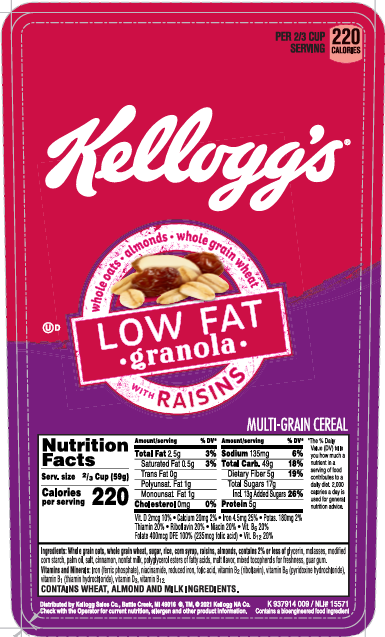 PER 2/3 CUP
SERVING
220
CALORIES
Kellogg's®
whole oats • almonds • whole grain wheat
LOW FAT
• granola •
WITH RAISINS
U D
MULTI-GRAIN CEREAL
Nutrition
Facts
Serv. size 2/3 Cup (59g)
Calories
per serving 220
Amount/serving % DV*
Total Fat 2.5g 3%
Saturated Fat 0.5g 3%
Trans Fat 0g
Polyunsat. Fat 1g
Monounsat. Fat 1g
Cholesterol 0mg 0%
Amount/serving % DV*
Sodium 135mg 6%
Total Carb. 48g 18%
Dietary Fiber 5g 19%
Total Sugars 17g
Incl. 13g Added Sugars 26%
Protein 5g
*The % Daily
Value (DV) tells
you how much a
nutrient in a
serving of food
contributes to a
daily diet. 2,000
calories a day is
used for general
nutrition advice.
Vit. D 2mcg 10% • Calcium 20mg 2% • Iron 4.5mg 25% • Potas. 180mg 2%
Thiamin 20% • Riboflavin 20% • Niacin 20% • Vit. B6 20%
Folate 400mcg DFE 100% (235mcg folic acid) • Vit. B12 20%
Ingredients: Whole grain oats, whole grain wheat, sugar, rice, corn syrup, raisins, almonds, contains 2% or less of glycerin, molasses, modified
corn starch, palm oil, salt, cinnamon, nonfat milk, polyglycerol esters of fatty acids, malt flavor, mixed tocopherols for freshness, guar gum.
Vitamins and Minerals: Iron (ferric phosphate), niacinamide, reduced iron, folic acid, vitamin B2 (riboflavin), vitamin B6 (pyridoxine hydrochloride),
vitamin B1 (thiamin hydrochloride), vitamin D3, vitamin B12.
CONTAINS WHEAT, ALMOND AND MILK INGREDIENTS.
Distributed by Kellogg Sales Co., Battle Creek, MI 49016 ®, TM, © 2021 Kellogg NA Co.
Check with the Operator for current nutrition, allergen and other product information.
K 937914 009 / NLI# 15571
Contains a bioengineered food ingredient